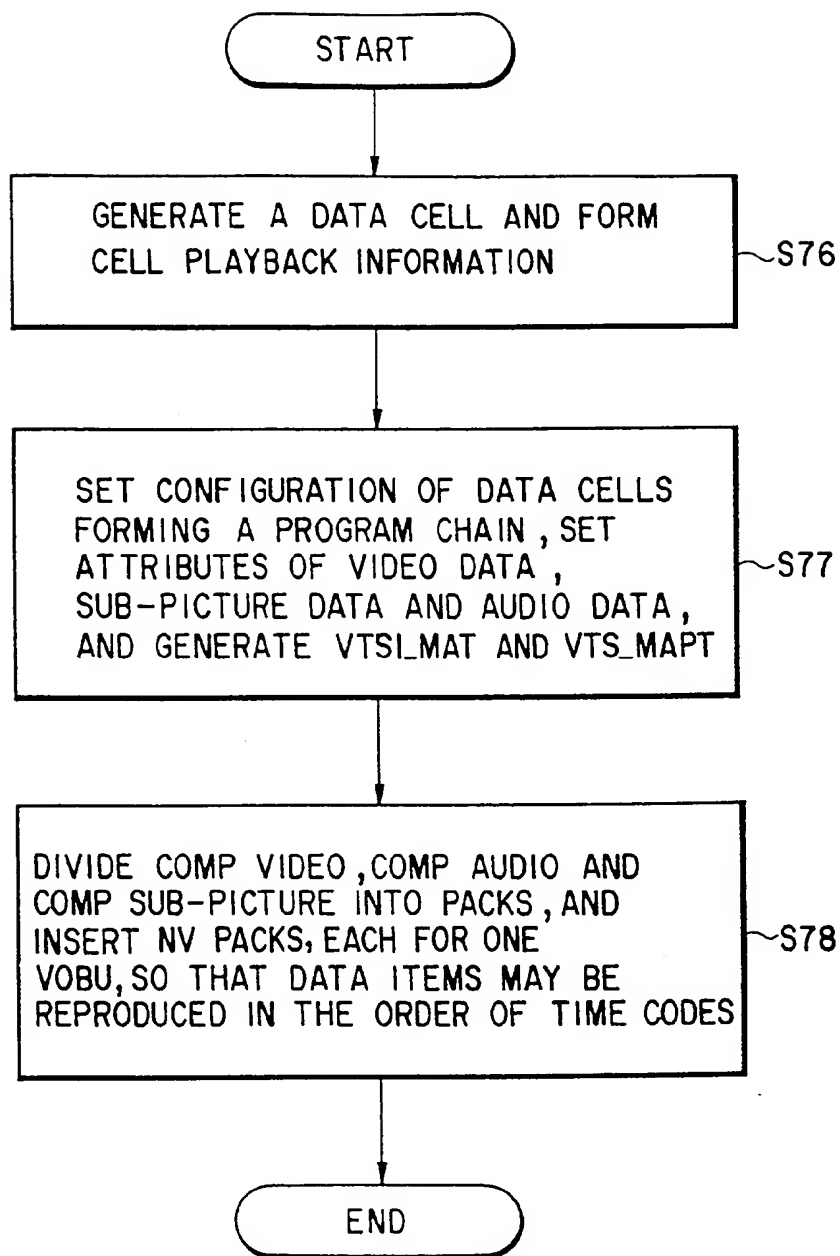 START
GENERATE A DATA CELL AND FORM
CELL PLAYBACK INFORMATION
S76
SET CONFIGURATION OF DATA CELLS
FORMING A PROGRAM CHAIN, SET
ATTRIBUTES OF VIDEO DATA,
SUB-PICTURE DATA AND AUDIO DATA,
AND GENERATE VTSI_MAT AND VTS_MAPT
S77
DIVIDE COMP VIDEO, COMP AUDIO AND
COMP SUB-PICTURE INTO PACKS, AND
INSERT NV PACKS, EACH FOR ONE
VOBU, SO THAT DATA ITEMS MAY BE
REPRODUCED IN THE ORDER OF TIME CODES
S78
END